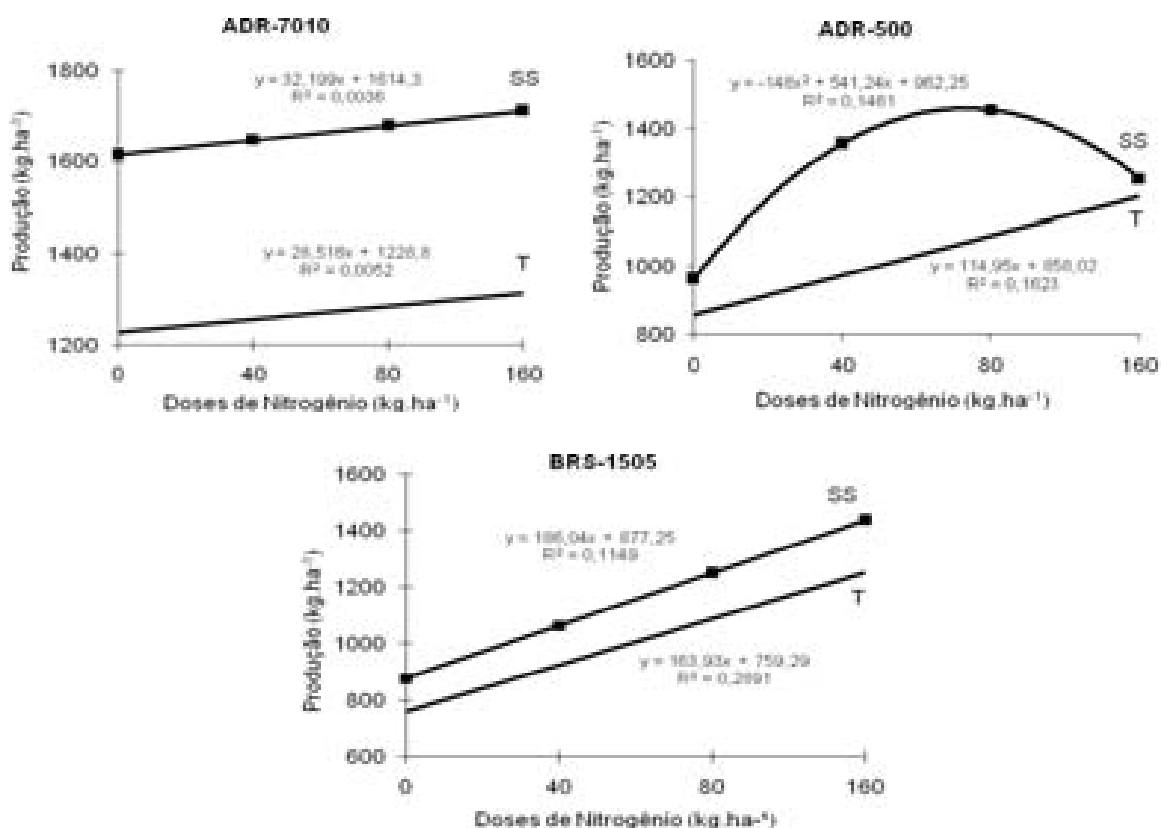 ADR-7010
Produção (kg.ha⁻¹)
1800
1600
1400
1200
y = 32,199x + 1614,3
R² = 0,0036
SS
y = 28,516x + 1226,8
R² = 0,0052
T
0 40 80 160
Doses de Nitrogênio (kg.ha⁻¹)
ADR-500
Produção (kg.ha⁻¹)
1600
1400
1200
1000
800
y = -146x² + 541,24x + 962,25
R² = 0,1461
SS
T
y = 114,95x + 858,02
R² = 0,1623
0 40 80 160
Doses de Nitrogênio (kg.ha⁻¹)
BRS-1505
Produção (kg.ha⁻¹)
1600
1400
1200
1000
800
600
SS
y = 186,04x + 877,25
R² = 0,1149
T
y = 163,93x + 759,29
R² = 0,2891
0 40 80 160
Doses de Nitrogênio (kg.ha-¹)